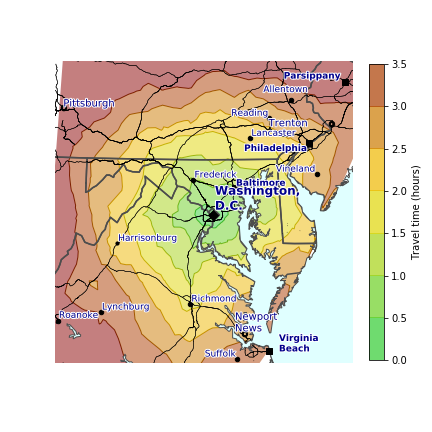 Parsippany
Allentown
Pittsburgh
Reading
Trenton
Lancaster
Philadelphia
Vineland
Frederick
Baltimore
Washington,
D.C.
Harrisonburg
Richmond
Lynchburg
Roanoke
Newport
News
Virginia
Beach
Suffolk
3.5
3.0
2.5
2.0
1.5
1.0
0.5
0.0
Travel time (hours)